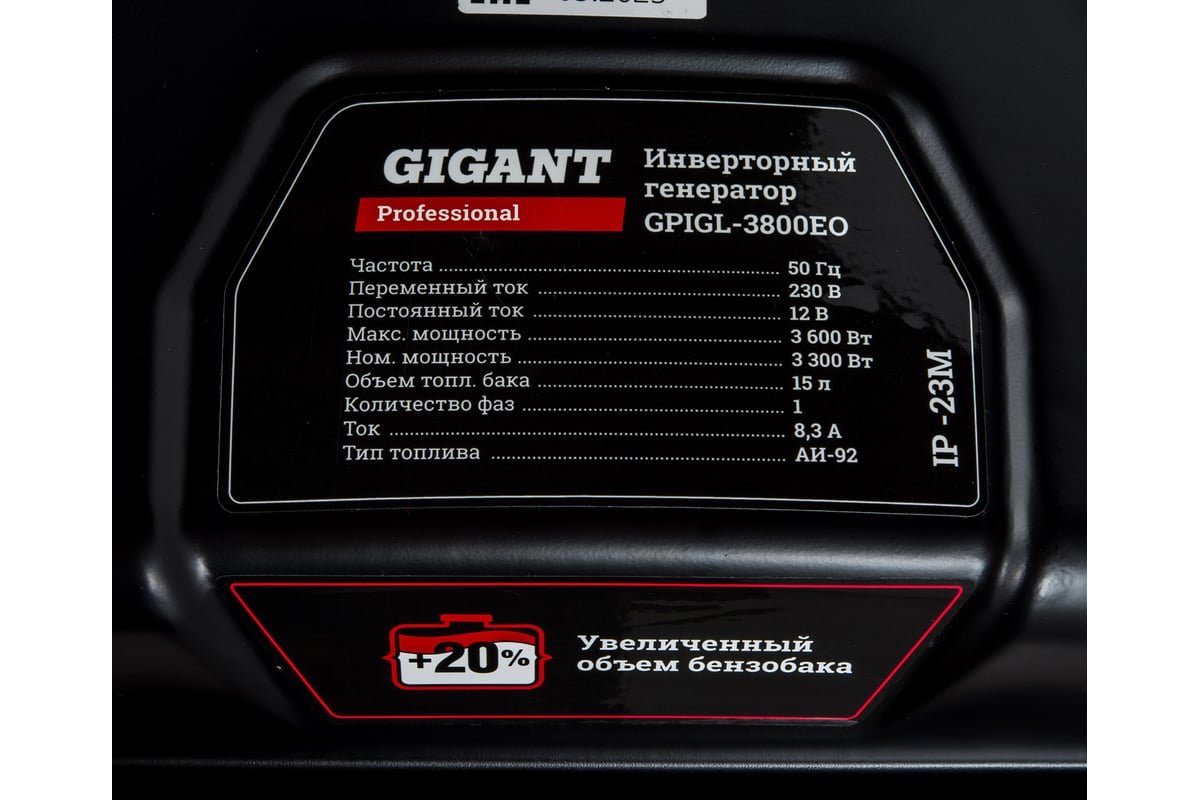 GIGANT
Professional
Инверторный
генератор
GPIGL-3800EO
Частота 50 Гц
Переменный ток 230 В
Постоянный ток 12 В
Макс. мощность 3 600 Вт
Ном. мощность 3 300 Вт
Объем топл. бака 15 л
Количество фаз 1
Ток 8,3 А
Тип топлива АИ-92
IP -23M
+20%
Увеличенный
объем бензобака